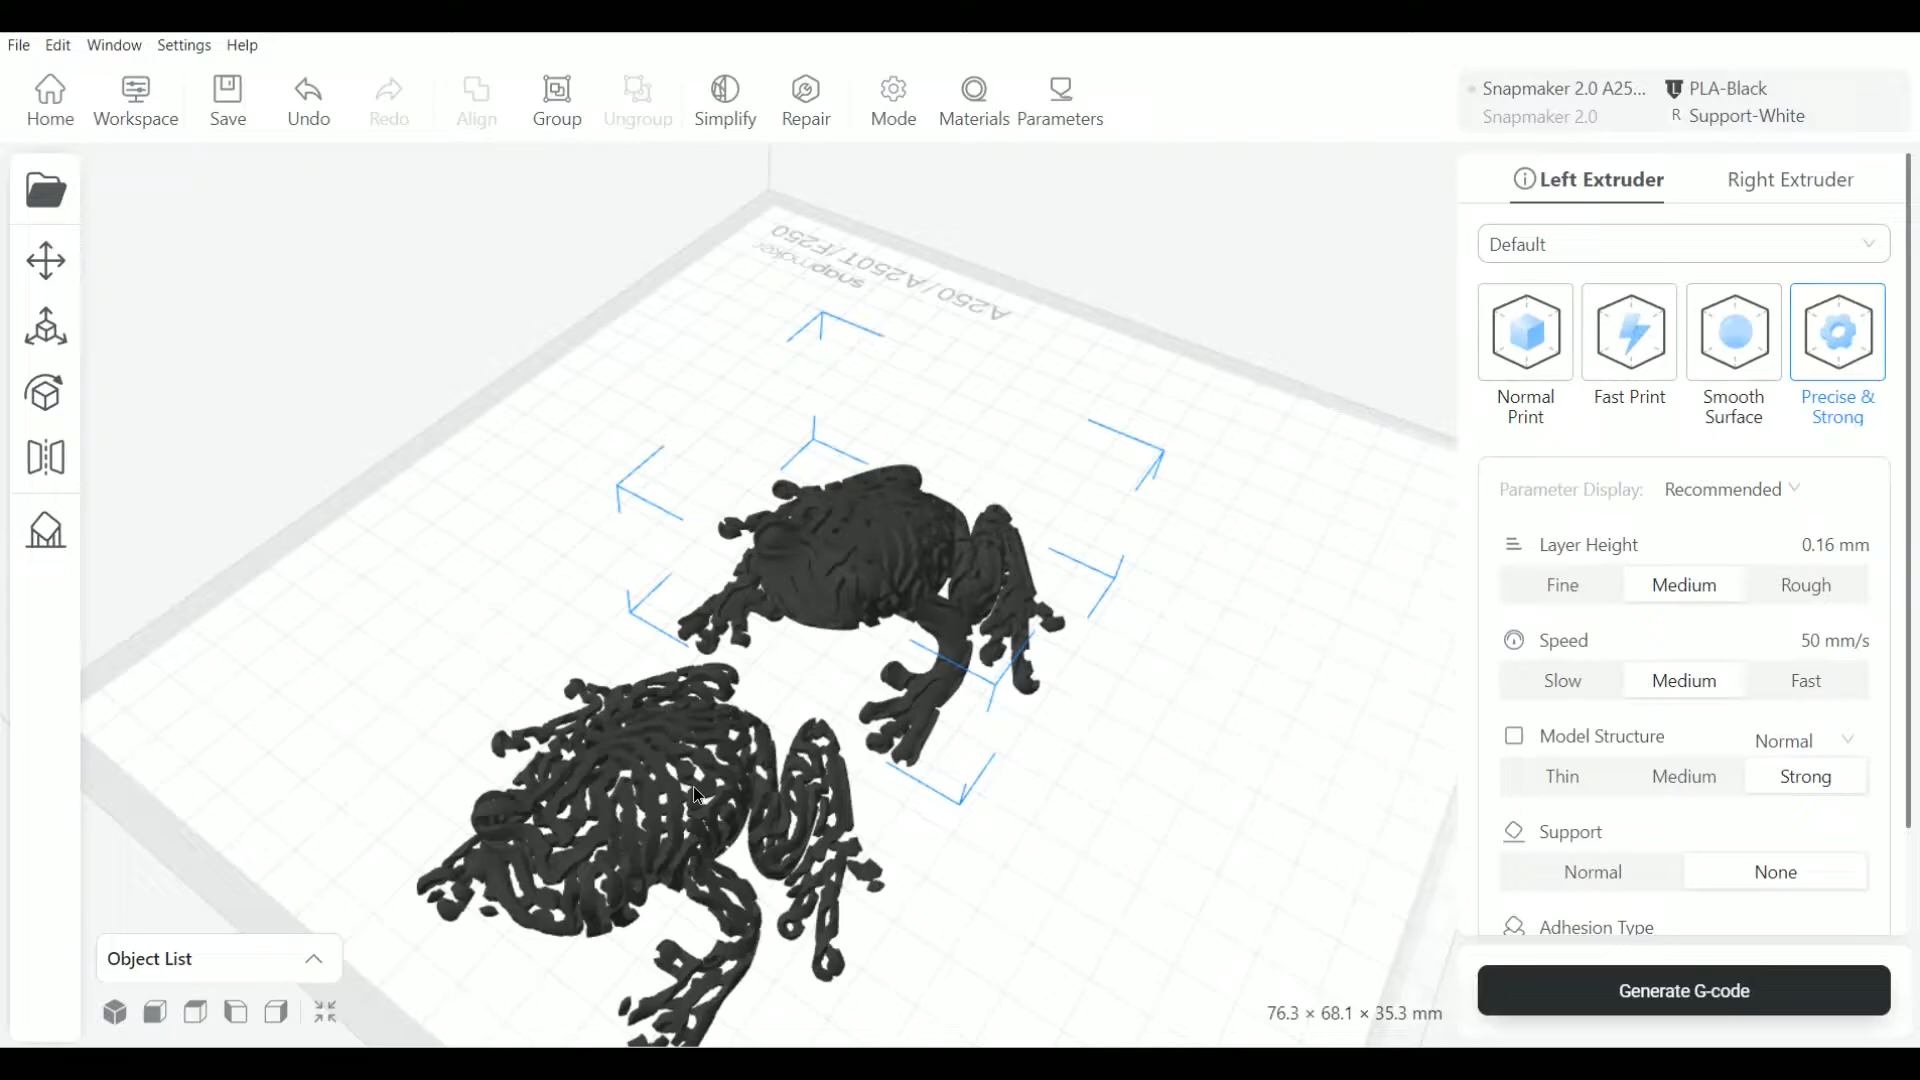 File Edit Window Settings Help
Home Workspace Save Undo Redo Align Group Ungroup Simplify Repair Mode Materials Parameters
Snapmaker 2.0 A25... L PLA-Black
Snapmaker 2.0 R Support-White
Left Extruder Right Extruder
Default
Normal Print
Fast Print
Smooth Surface
Precise & Strong
Parameter Display: Recommended
Layer Height 0.16 mm
Fine Medium Rough
Speed 50 mm/s
Slow Medium Fast
Model Structure Normal
Thin Medium Strong
Support
Normal None
Adhesion Type
Generate G-code
A250 / A250T / F250
snapmaker
Object List
76.3 × 68.1 × 35.3 mm